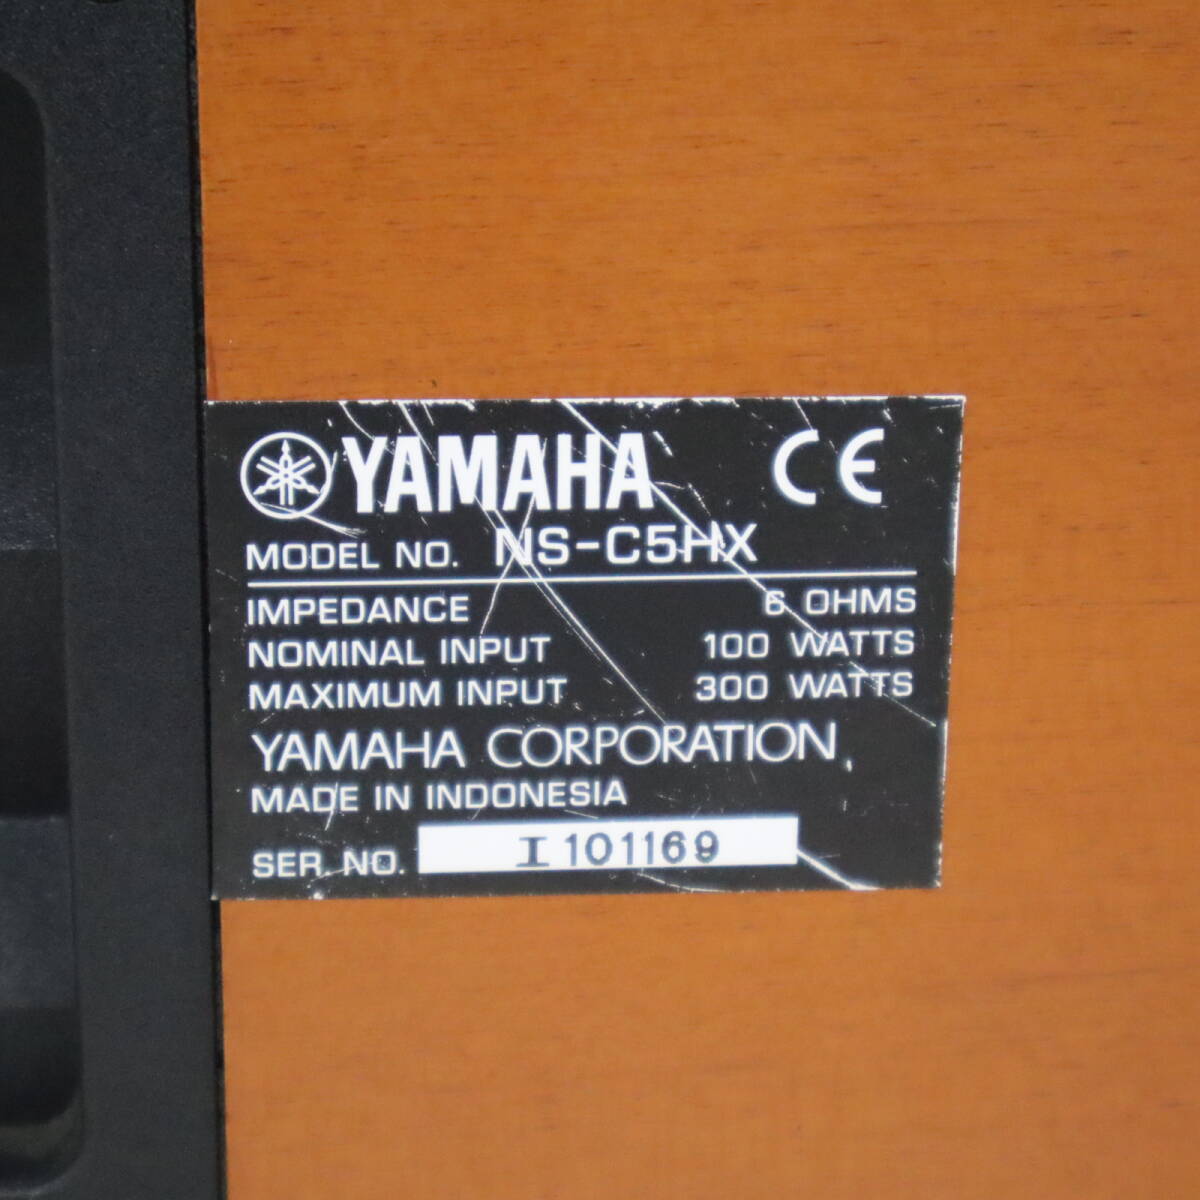 YAMAHA CE
MODEL NO. NS-C5HX
IMPEDANCE 6 OHMS
NOMINAL INPUT 100 WATTS
MAXIMUM INPUT 300 WATTS
YAMAHA CORPORATION
MADE IN INDONESIA
SER. NO. I 101169